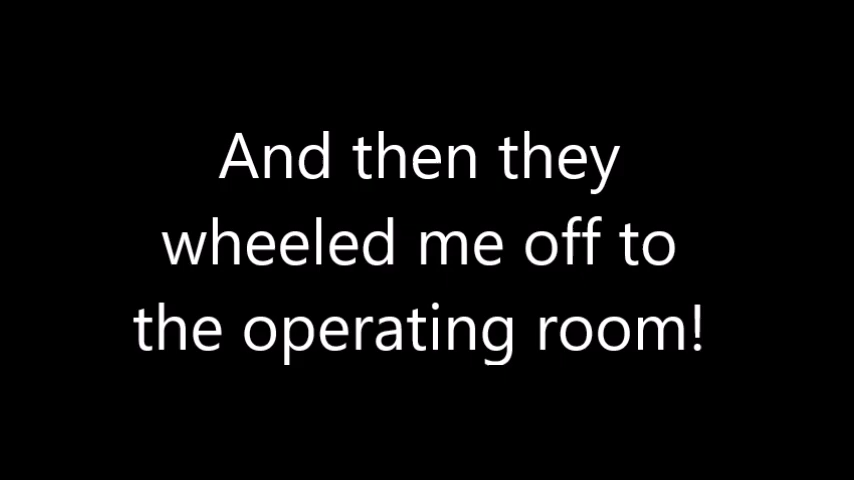 And then they
wheeled me off to
the operating room!